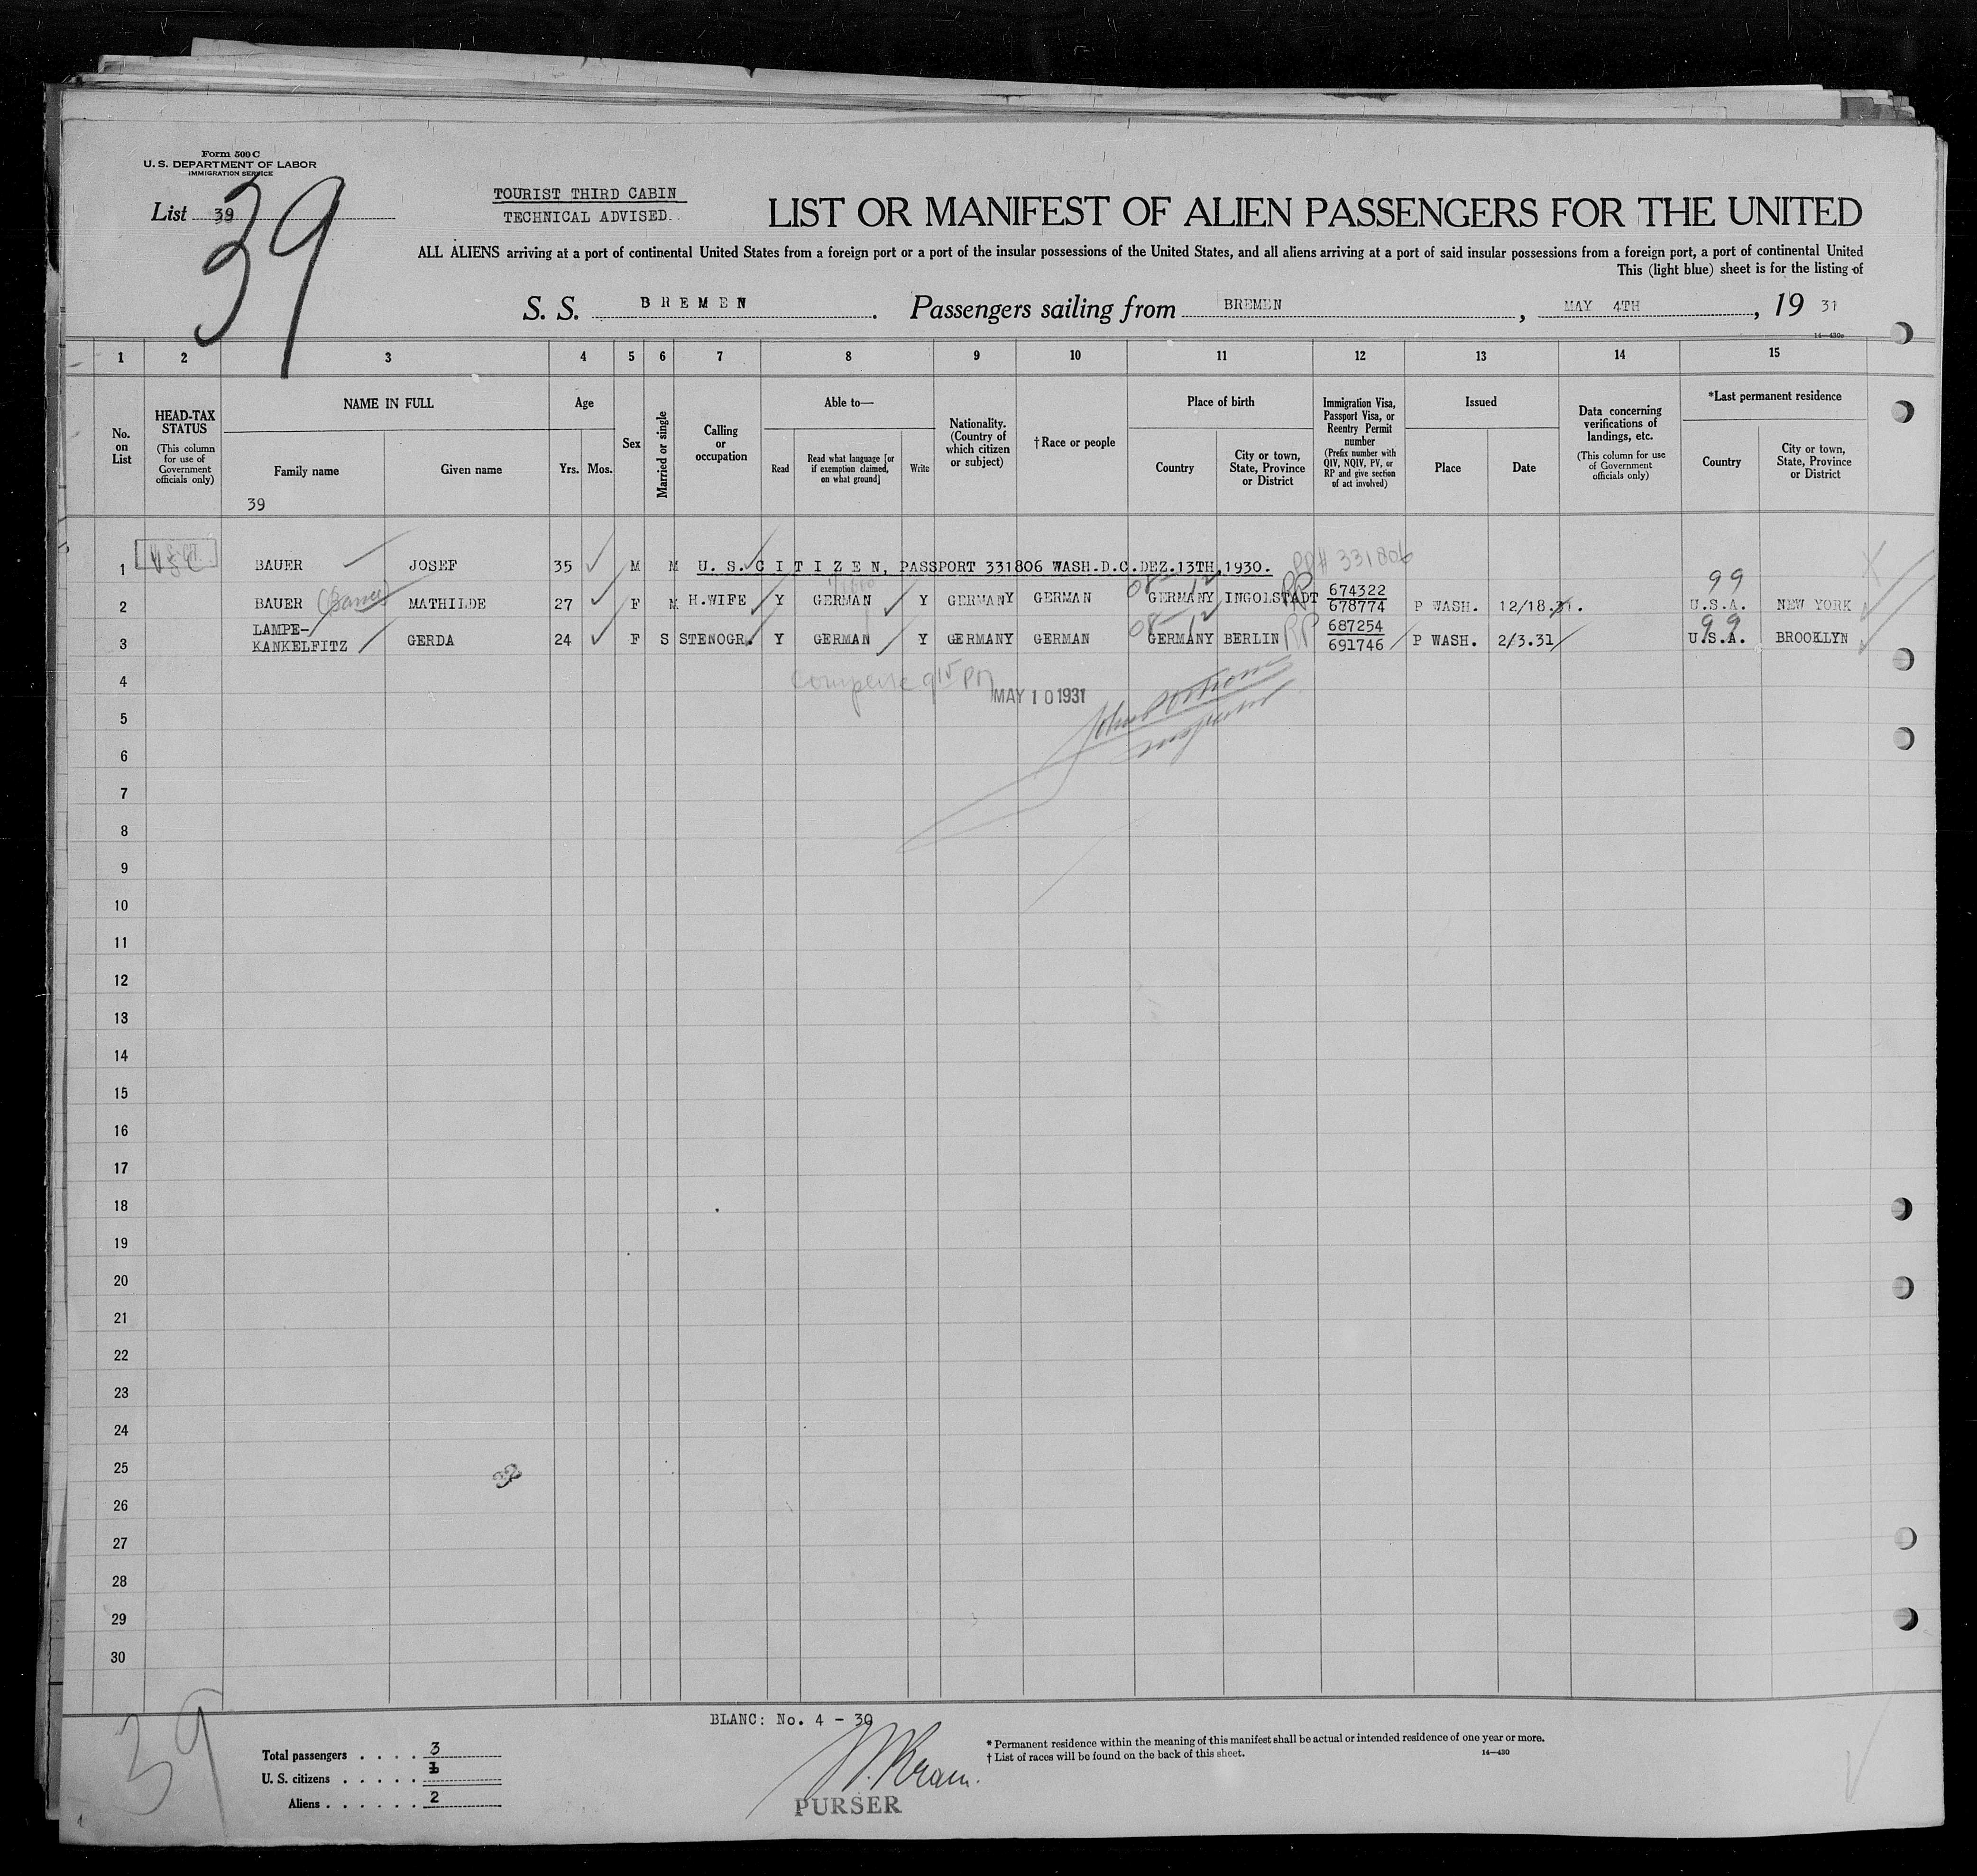 Form 500 C
U. S. DEPARTMENT OF LABOR
IMMIGRATION SERVICE
List 39
39
TOURIST THIRD CABIN
TECHNICAL ADVISED.
LIST OR MANIFEST OF ALIEN PASSENGERS FOR THE UNITED
ALL ALIENS arriving at a port of continental United States from a foreign port or a port of the insular possessions of the United States, and all aliens arriving at a port of said insular possessions from a foreign port, a port of continental United
This (light blue) sheet is for the listing of
S. S. BREMEN. Passengers sailing from BREMEN, MAY 4TH, 19 31
14—430
1 2 3 4 5 6 7 8 9 10 11 12 13 14 15
No. on List
HEAD-TAX STATUS
(This column for use of Government officials only)
NAME IN FULL
Family name
Given name
39
Age
Yrs. Mos.
Sex
Married or single
Calling or occupation
Able to—
Read
Read what language [or if exemption claimed, on what ground]
Write
Nationality. (Country of which citizen or subject)
†Race or people
Place of birth
Country
City or town, State, Province or District
Immigration Visa, Passport Visa, or Reentry Permit number
(Prefix number with QIV, NQIV, PV, or RP and give section of act involved)
Issued
Place
Date
Data concerning verifications of landings, etc.
(This column for use of Government officials only)
*Last permanent residence
Country
City or town, State, Province or District
1 USC BAUER JOSEF 35 M M U. S. CITIZEN, PASSPORT 331806 WASH.D.C.DEZ.13TH,1930. PP# 331806
2 BAUER MATHILDE 27 F M H.WIFE Y GERMAN Y GERMANY GERMAN 08 12 GERMANY INGOLSTADT RP 674322 678774 P WASH. 12/18.31. 99 U.S.A. NEW YORK
3 LAMPE-KANKELFITZ GERDA 24 F S STENOGR. Y GERMAN Y GERMANY GERMAN 08 12 GERMANY BERLIN RP 687254 691746 P WASH. 2/3.31 99 U.S.A. BROOKLYN
4 9 15 PM MAY 10 1931
5
6
7
8
9
10
11
12
13
14
15
16
17
18
19
20
21
22
23
24
25
26
27
28
29
30
39
BLANC: No. 4 - 30
Total passengers . . . . 3
U. S. citizens . . . . . 1
Aliens . . . . . . 2
PURSER
* Permanent residence within the meaning of this manifest shall be actual or intended residence of one year or more.
† List of races will be found on the back of this sheet.
14—430